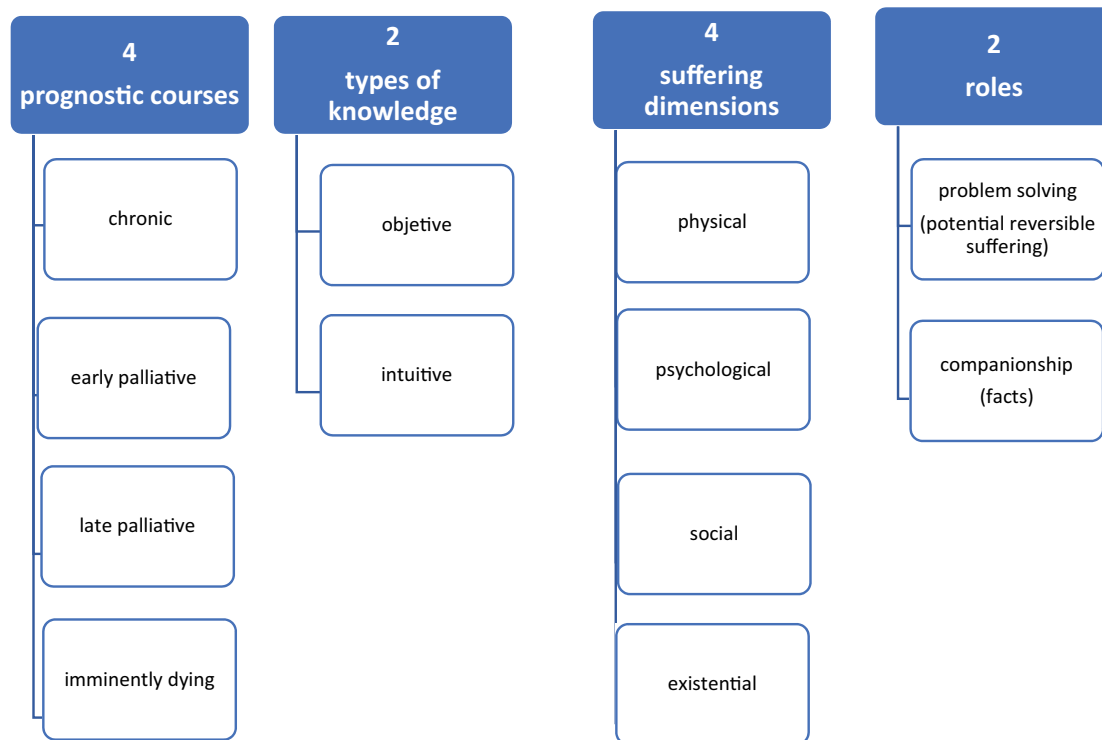 4
prognostic courses
chronic
early palliative
late palliative
imminently dying
2
types of
knowledge
objetive
intuitive
4
suffering
dimensions
physical
psychological
social
existential
2
roles
problem solving
(potential reversible
suffering)
companionship
(facts)